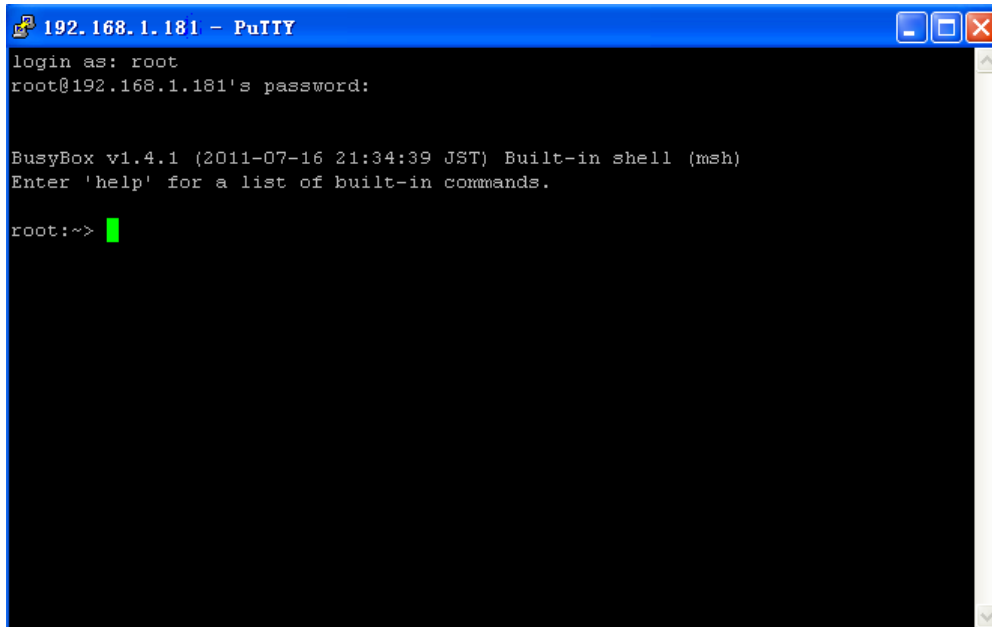 192.168.1.181 - PuTTY
login as: root
root@192.168.1.181's password:
BusyBox v1.4.1 (2011-07-16 21:34:39 JST) Built-in shell (msh)
Enter 'help' for a list of built-in commands.
root:~>